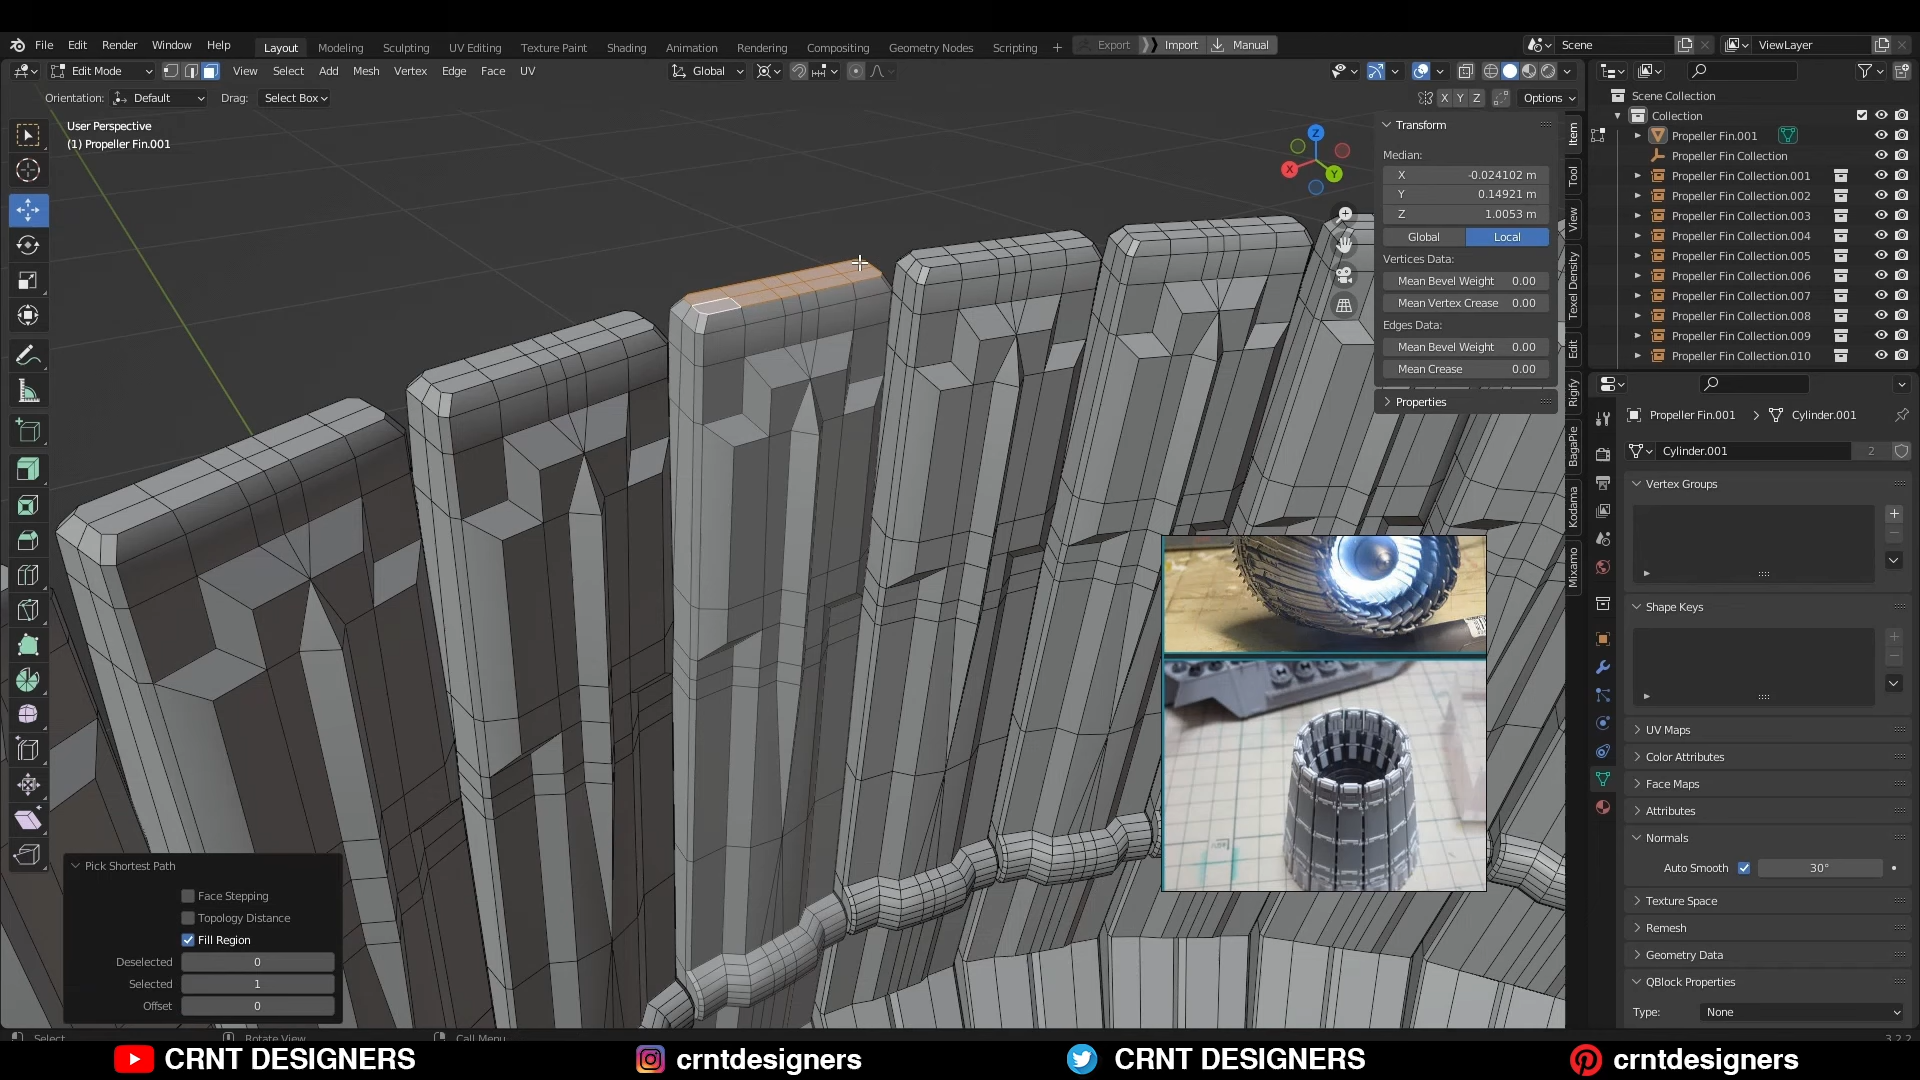 File Edit Render Window Help
Layout Modeling Sculpting UV Editing Texture Paint Shading Animation Rendering Compositing Geometry Nodes Scripting +
Export Import Manual
Scene
ViewLayer
Edit Mode
View Select Add Mesh Vertex Edge Face UV
Global
Orientation: Default Drag: Select Box
X Y Z Options
User Perspective
(1) Propeller Fin.001
Z
X
Y
Transform
Median:
X -0.024102 m
Y 0.14921 m
Z 1.0053 m
Global Local
Vertices Data:
Mean Bevel Weight 0.00
Mean Vertex Crease 0.00
Edges Data:
Mean Bevel Weight 0.00
Mean Crease 0.00
Properties
Item
Tool
View
Texel Density
Edit
Rigify
BagaPie
Kodama
Mixamo
Scene Collection
Collection
Propeller Fin.001
Propeller Fin Collection
Propeller Fin Collection.001
Propeller Fin Collection.002
Propeller Fin Collection.003
Propeller Fin Collection.004
Propeller Fin Collection.005
Propeller Fin Collection.006
Propeller Fin Collection.007
Propeller Fin Collection.008
Propeller Fin Collection.009
Propeller Fin Collection.010
Propeller Fin.001 > Cylinder.001
Cylinder.001 2
Vertex Groups
Shape Keys
UV Maps
Color Attributes
Face Maps
Attributes
Normals
Auto Smooth 30°
Texture Space
Remesh
Geometry Data
QBlock Properties
Type: None
Pick Shortest Path
Face Stepping
Topology Distance
Fill Region
Deselected 0
Selected 1
Offset 0
Select Rotate View Call Menu
3.2.2
CRNT DESIGNERS crntdesigners CRNT DESIGNERS crntdesigners